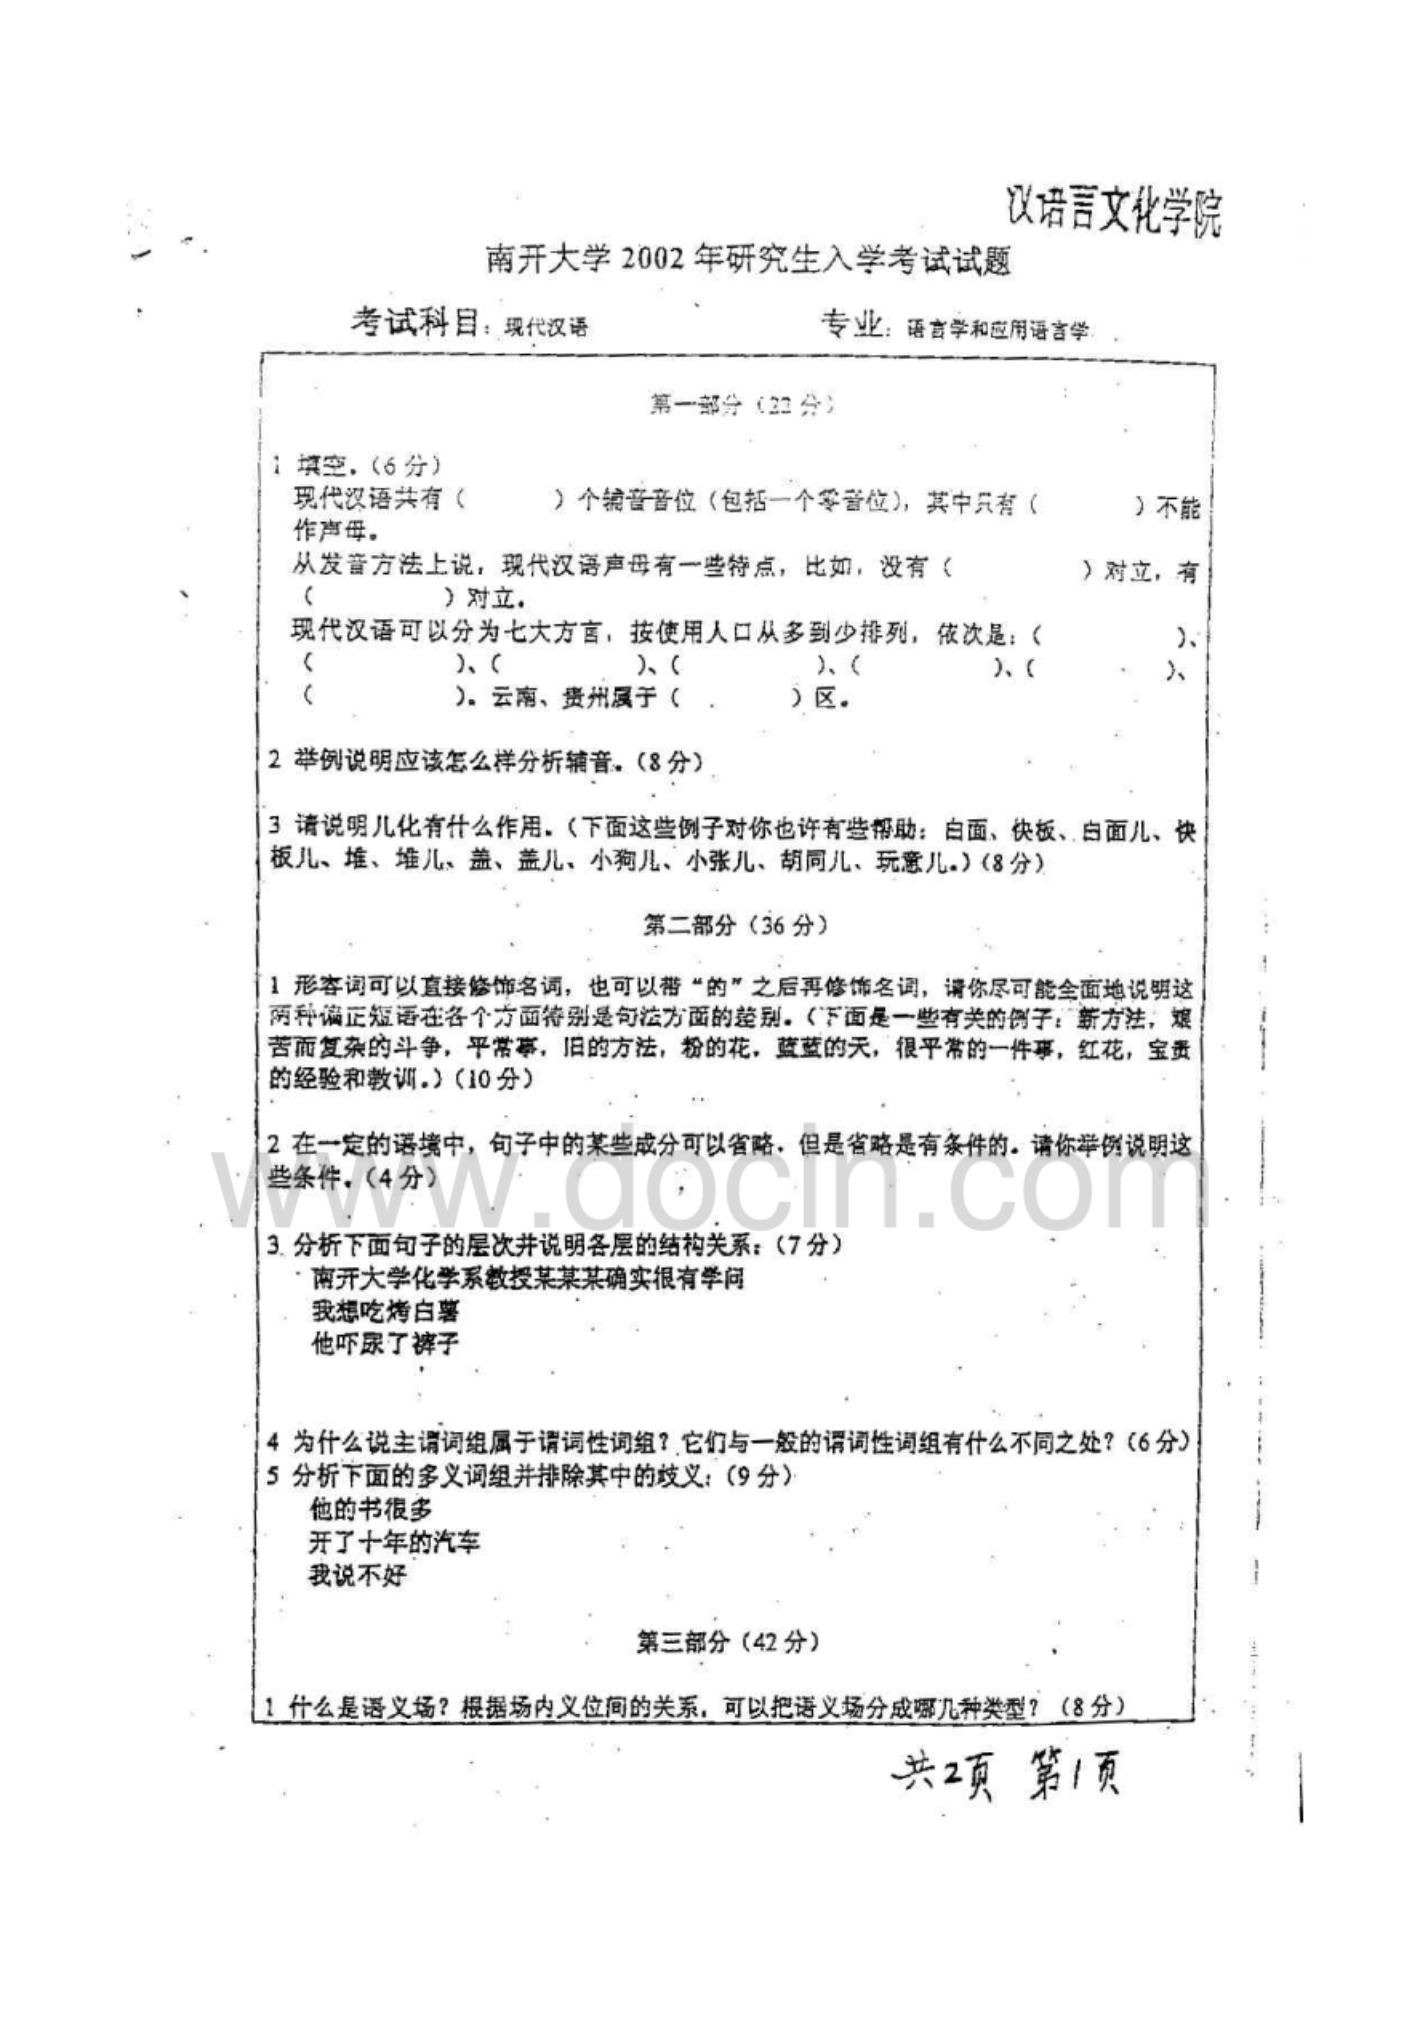 汉语言文化学院
南开大学 2002 年研究生入学考试试题
考试科目：现代汉语 专业：语言学和应用语言学
第一部分（22 分）
1 填空。（6 分）
现代汉语共有（ ）个辅音音位（包括一个零音位），其中只有（ ）不能
作声母。
从发音方法上说，现代汉语声母有一些特点，比如，没有（ ）对立，有
（ ）对立。
现代汉语可以分为七大方言，按使用人口从多到少排列，依次是：（ ）、
（ ）、（ ）、（ ）、（ ）、（ ）、
（ ）。云南、贵州属于（ ）区。
2 举例说明应该怎么样分析辅音。（8 分）
3 请说明儿化有什么作用。（下面这些例子对你也许有些帮助：白面、快板、白面儿、快
板儿、堆、堆儿、盖、盖儿、小狗儿、小张儿、胡同儿、玩意儿。）（8 分）
第二部分（36 分）
1 形容词可以直接修饰名词，也可以带“的”之后再修饰名词，请你尽可能全面地说明这
两种偏正短语在各个方面特别是句法方面的差别。（下面是一些有关的例子：新方法，艰
苦而复杂的斗争，平常事，旧的方法，粉的花，蓝蓝的天，很平常的一件事，红花，宝贵
的经验和教训。）（10 分）
2 在一定的语境中，句子中的某些成分可以省略，但是省略是有条件的。请你举例说明这
些条件。（4 分）
www.docin.com
3 分析下面句子的层次并说明各层的结构关系：（7 分）
南开大学化学系教授某某某确实很有学问
我想吃烤白薯
他吓尿了裤子
4 为什么说主谓词组属于谓词性词组？它们与一般的谓词性词组有什么不同之处？（6 分）
5 分析下面的多义词组并排除其中的歧义：（9 分）
他的书很多
开了十年的汽车
我说不好
第三部分（42 分）
1 什么是语义场？根据场内义位间的关系，可以把语义场分成哪几种类型？（8 分）
共2页 第1页